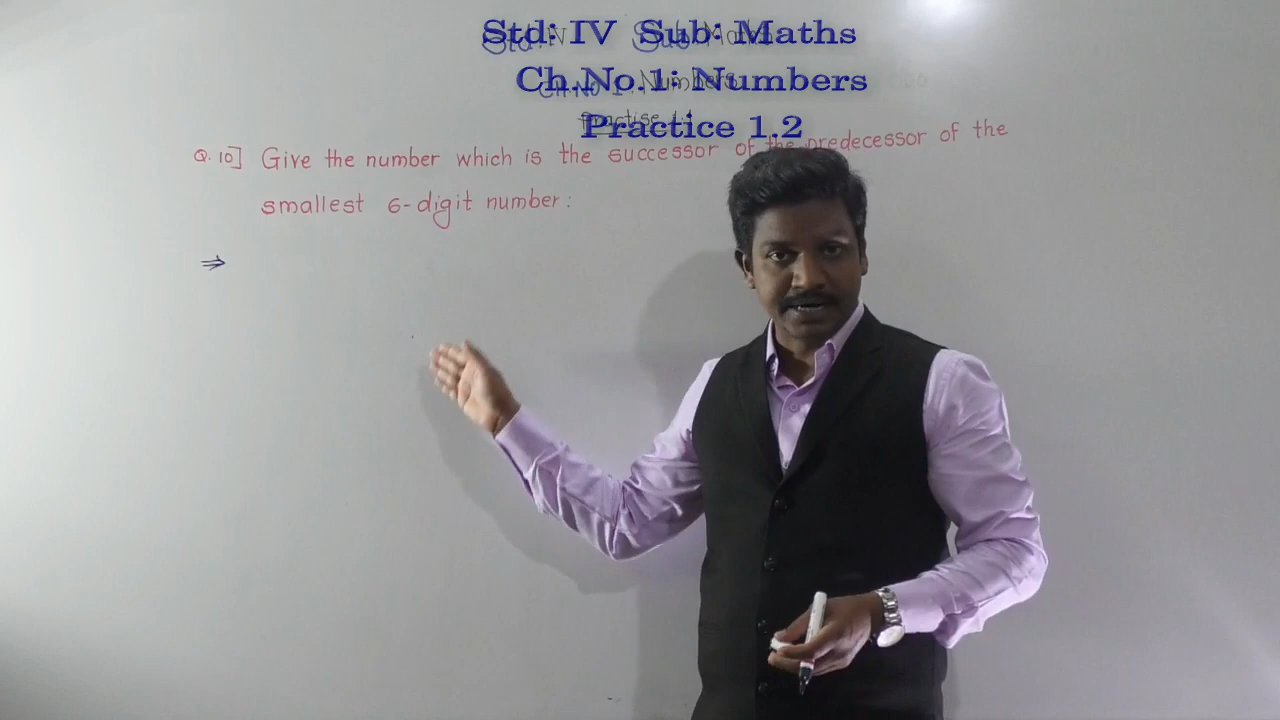 Std: IV Sub: Maths
Ch.No.1: Numbers
Practice 1.2
Q. 10] Give the number which is the successor of the predecessor of the
smallest 6-digit number:
⇒